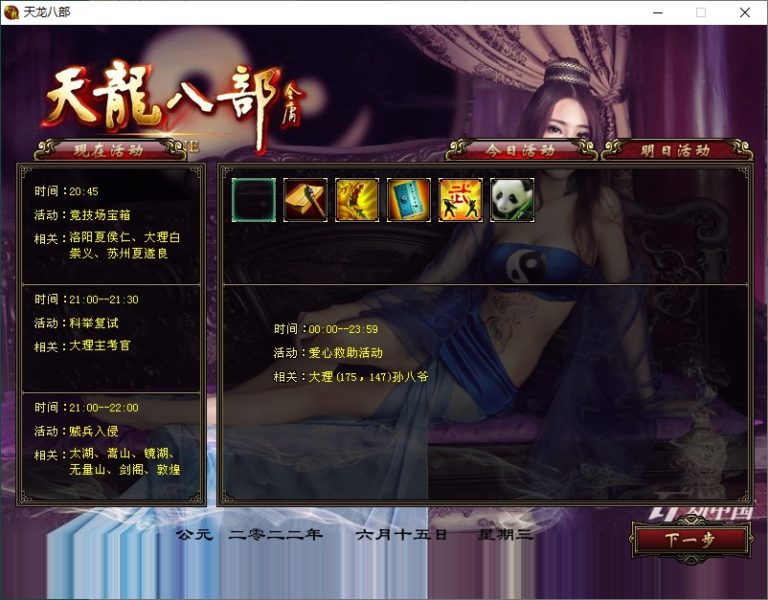 天龙八部
天龍八部
金庸
现在活动
今日活动
明日活动
时间：20:45
活动：竞技场宝箱
相关：洛阳夏侯仁、大理白
崇义、苏州夏遂良
时间：21:00--21:30
活动：科举复试
相关：大理主考官
时间：21:00--22:00
活动：贼兵入侵
相关：太湖、嵩山、镜湖、
无量山、剑阁、敦煌
武
时间：00:00--23:59
活动：爱心救助活动
相关：大理(175，147)孙八爷
动中国
公元 二零二二年 六月十五日 星期三
下一步